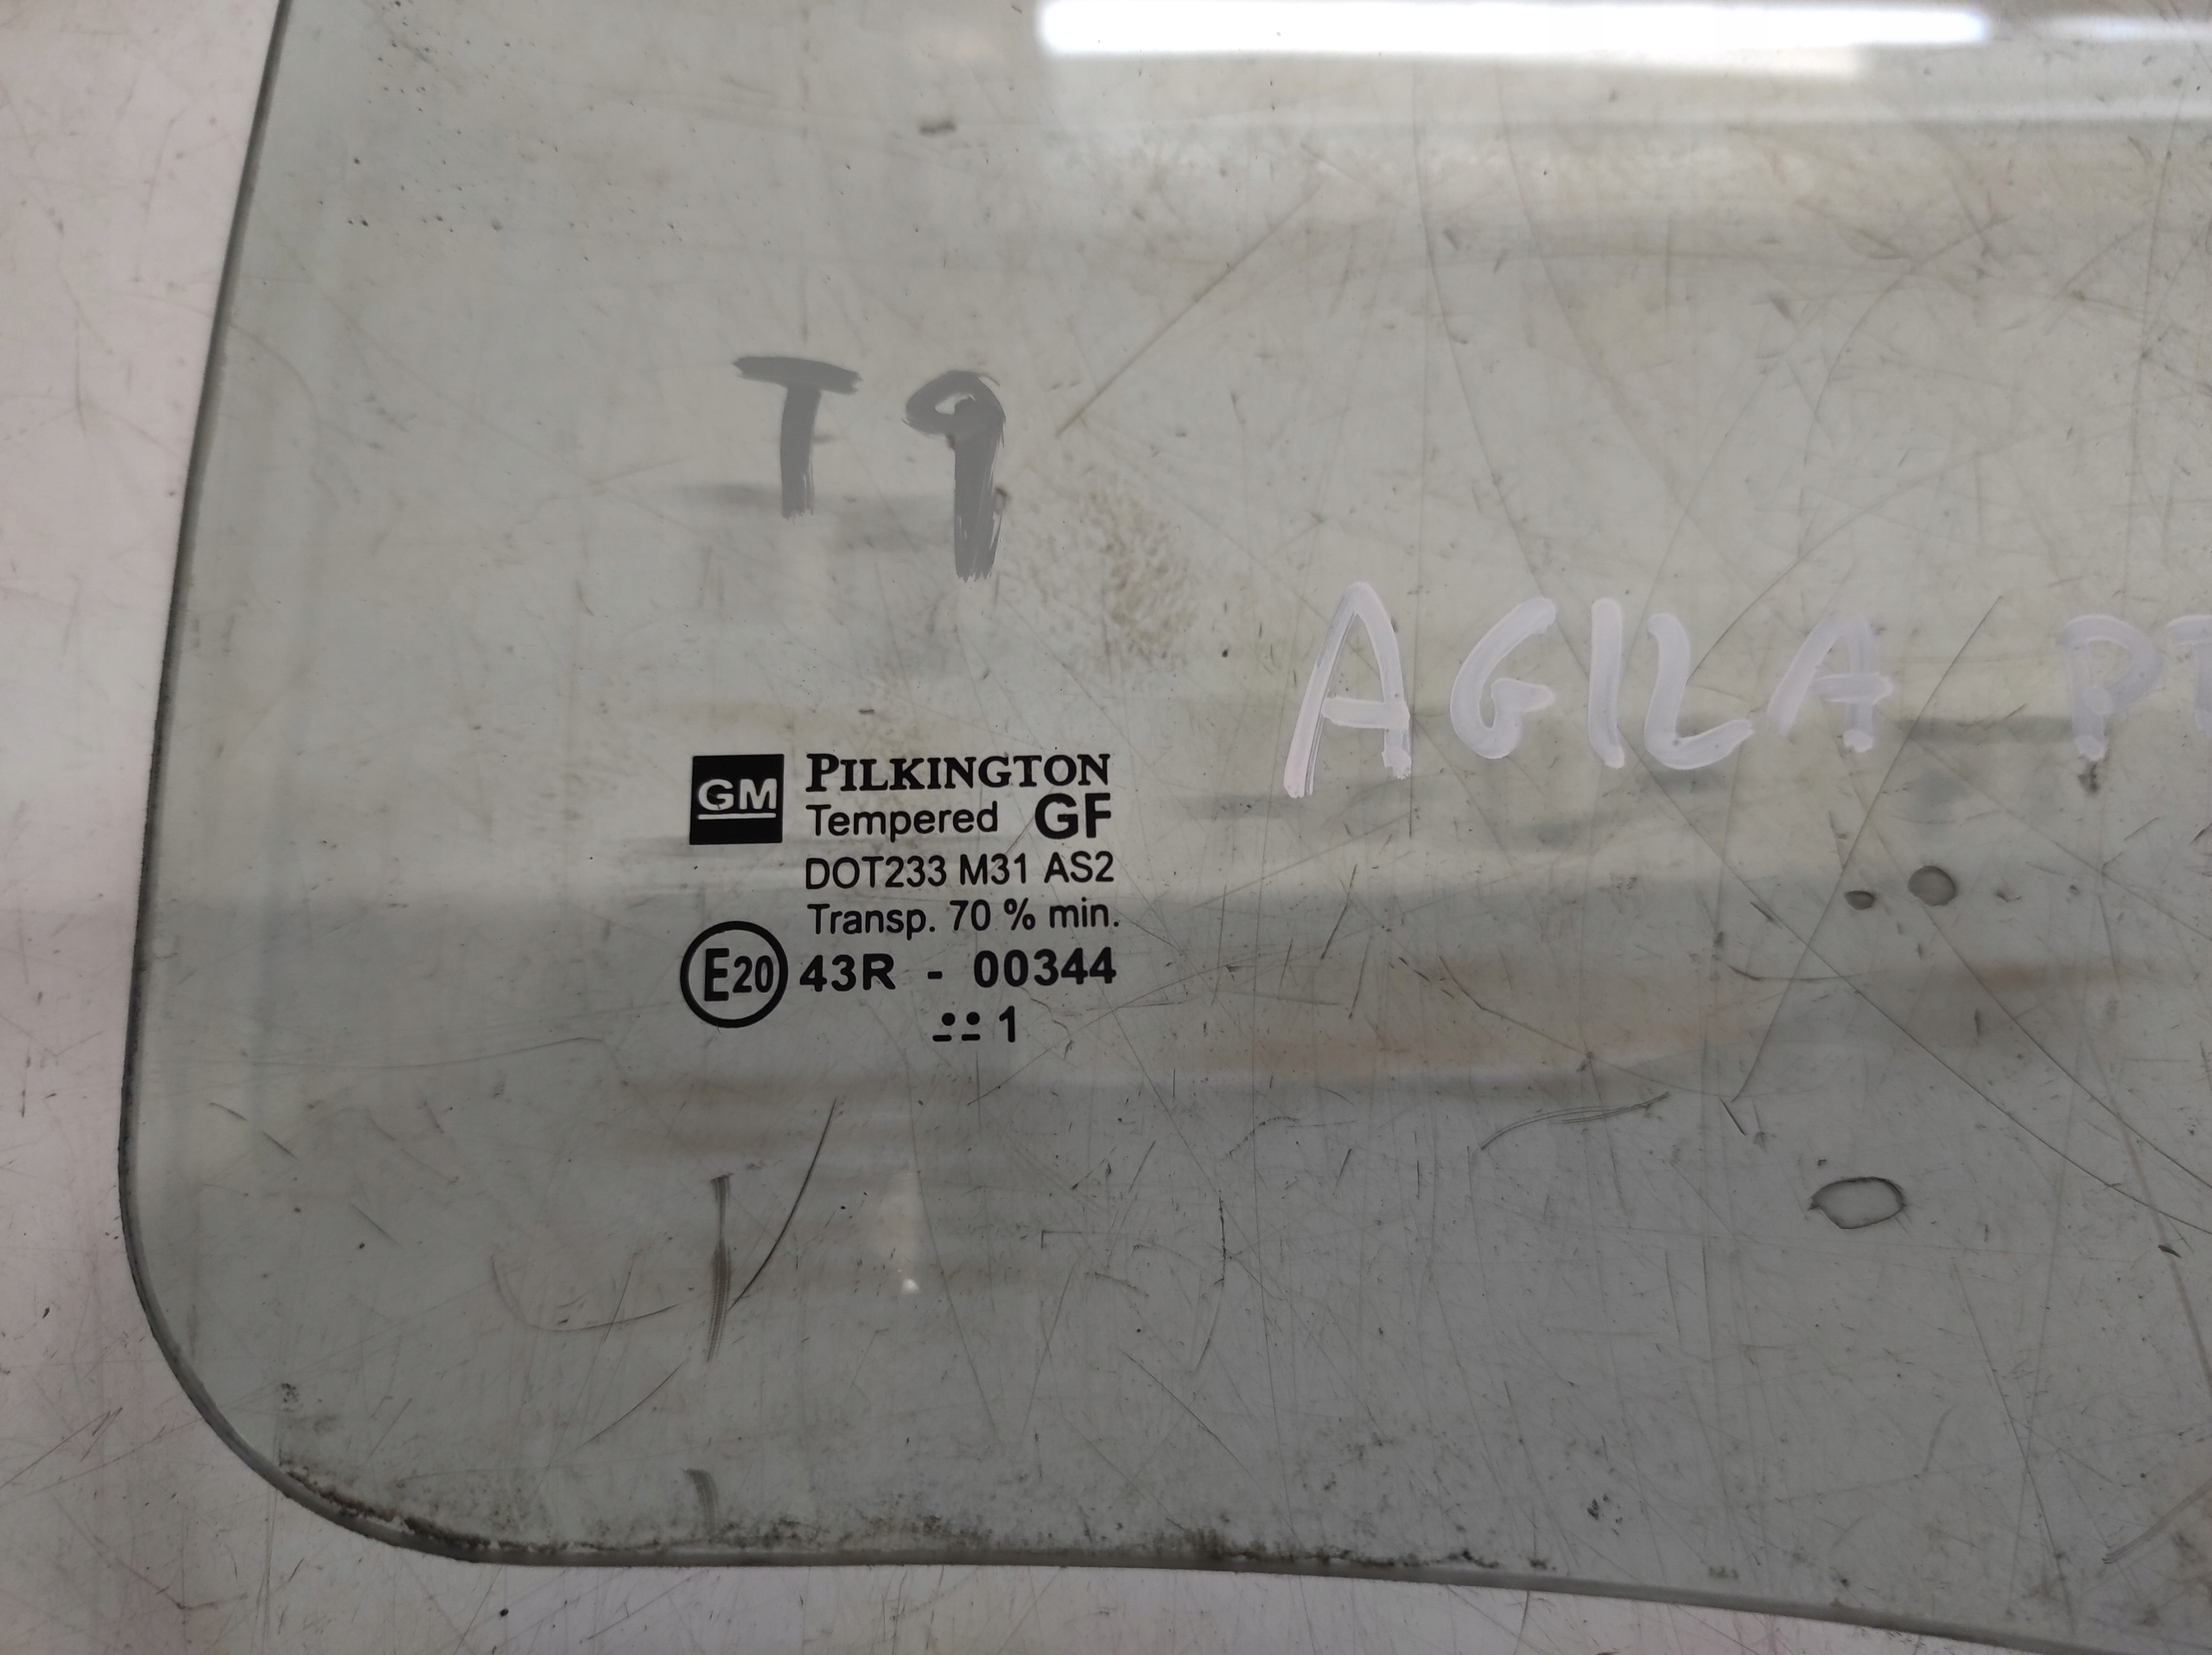 T9
AGILA P
GM
PILKINGTON
Tempered GF
DOT233 M31 AS2
Transp. 70 % min.
E20 43R - 00344
1